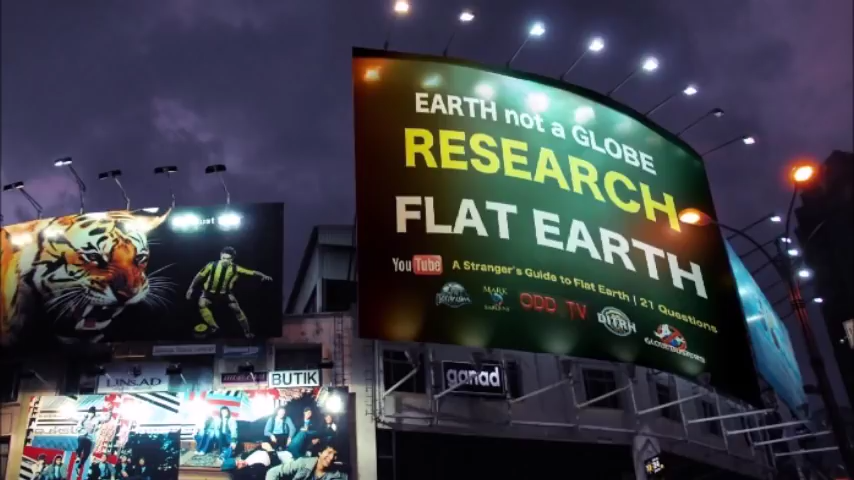 EARTH not a GLOBE
RESEARCH
FLAT EARTH
YouTube A Stranger's Guide to Flat Earth | 21 Questions
MARK
ODD TV
DITRH
GLOBEBUSTERS
ganad
BUTIK